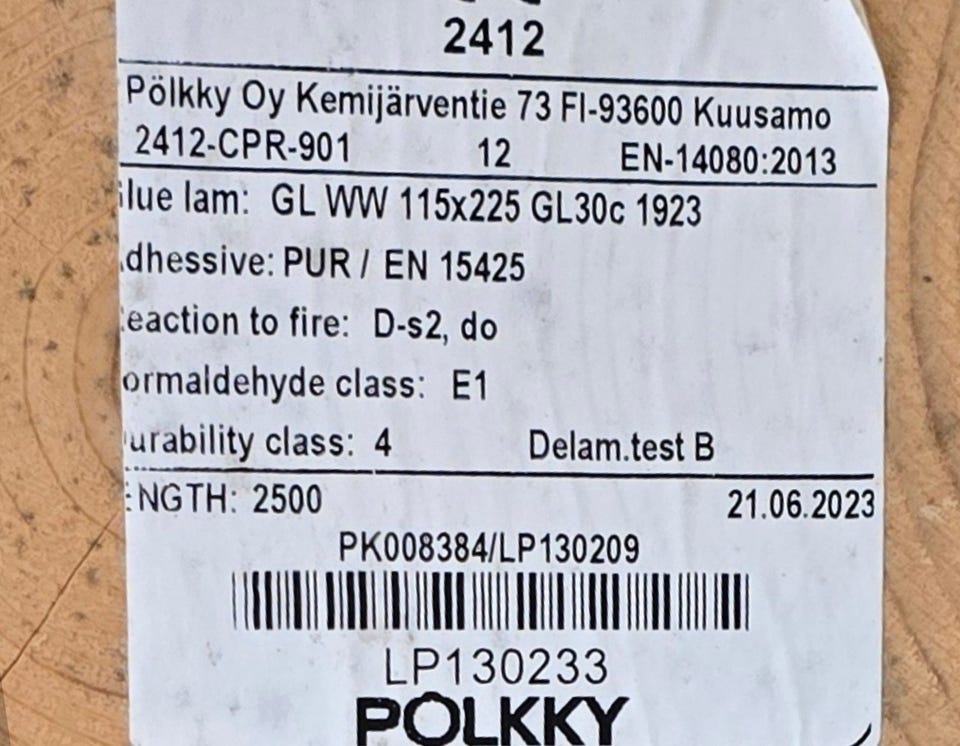 2412
Pölkky Oy Kemijärventie 73 FI-93600 Kuusamo
2412-CPR-901 12 EN-14080:2013
lue lam: GL WW 115x225 GL30c 1923
dhessive: PUR / EN 15425
eaction to fire: D-s2, do
ormaldehyde class: E1
urability class: 4 Delam.test B
ENGTH: 2500 21.06.2023
PK008384/LP130209
LP130233
PÖLKKY